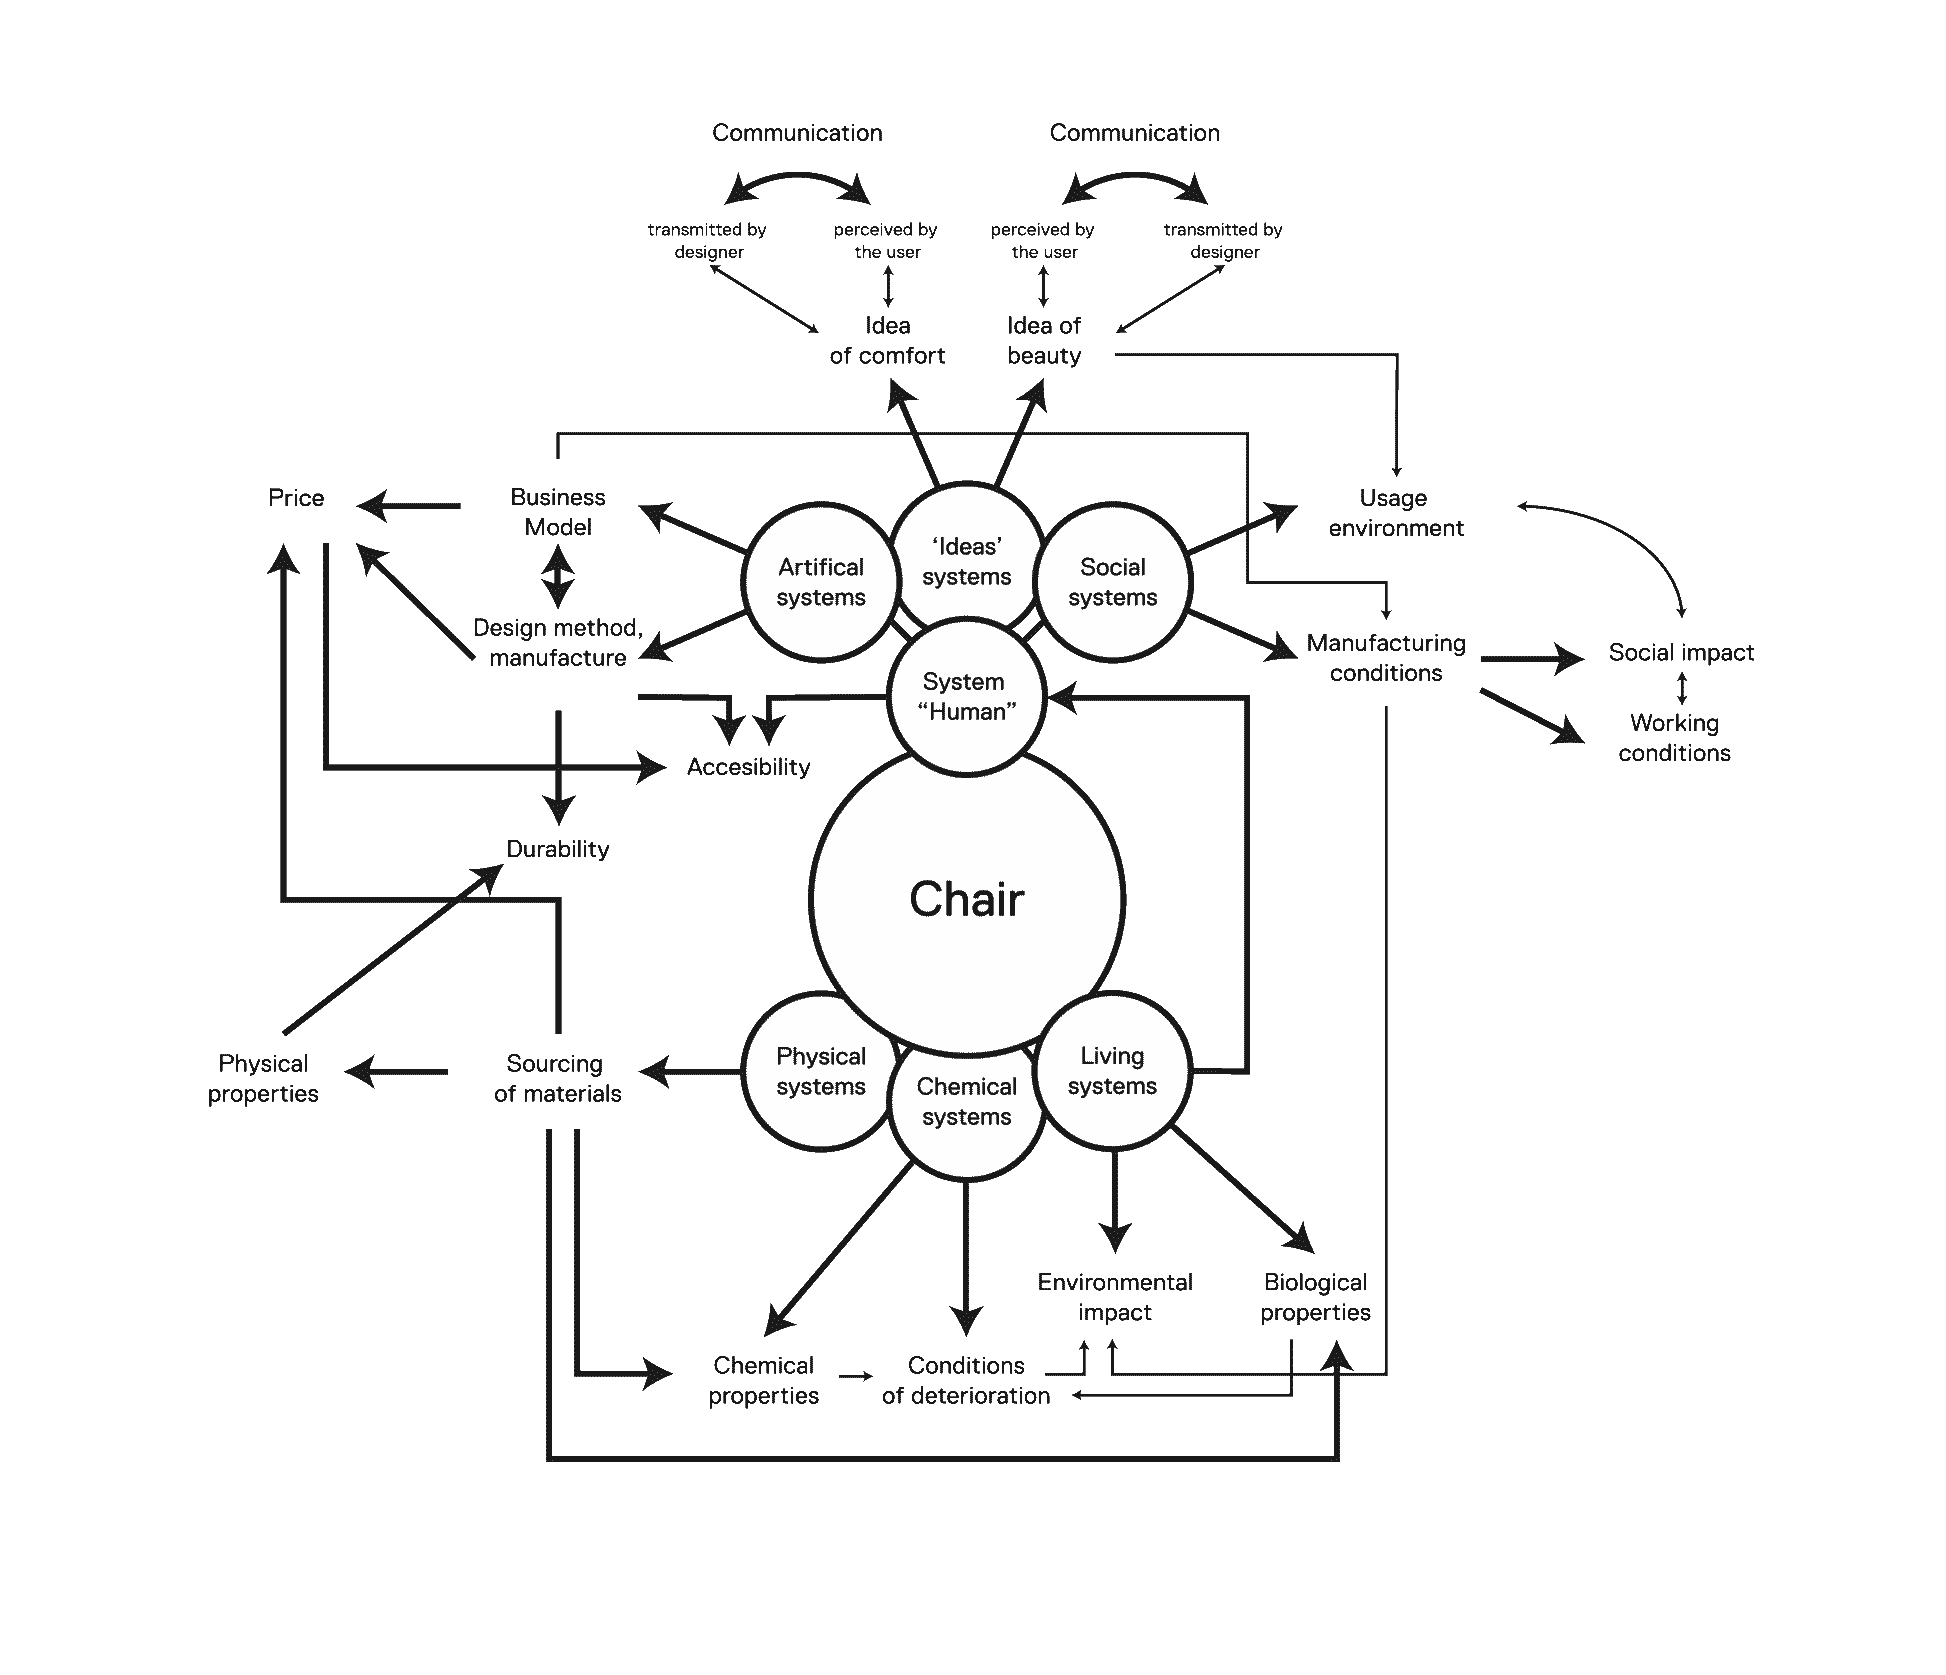 Communication
Communication
transmitted by
designer
perceived by
the user
perceived by
the user
transmitted by
designer
Idea
of comfort
Idea of
beauty
Price
Business
Model
Design method,
manufacture
Artifical
systems
‘Ideas’
systems
Social
systems
Usage
environment
Manufacturing
conditions
Social impact
Working
conditions
System
“Human”
Accesibility
Durability
Chair
Physical
properties
Sourcing
of materials
Physical
systems
Chemical
systems
Living
systems
Environmental
impact
Biological
properties
Chemical
properties
Conditions
of deterioration